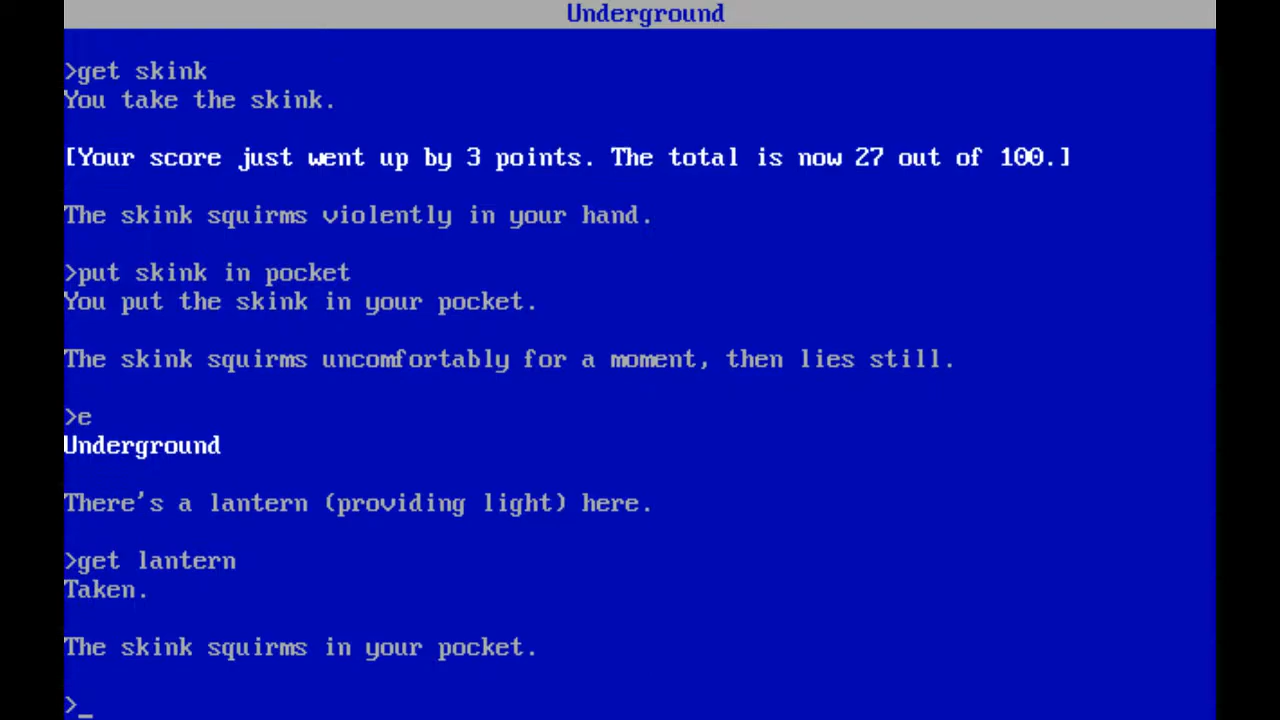 Underground
>get skink
You take the skink.
[Your score just went up by 3 points. The total is now 27 out of 100.]
The skink squirms violently in your hand.
>put skink in pocket
You put the skink in your pocket.
The skink squirms uncomfortably for a moment, then lies still.
>e
Underground
There's a lantern (providing light) here.
>get lantern
Taken.
The skink squirms in your pocket.
>_